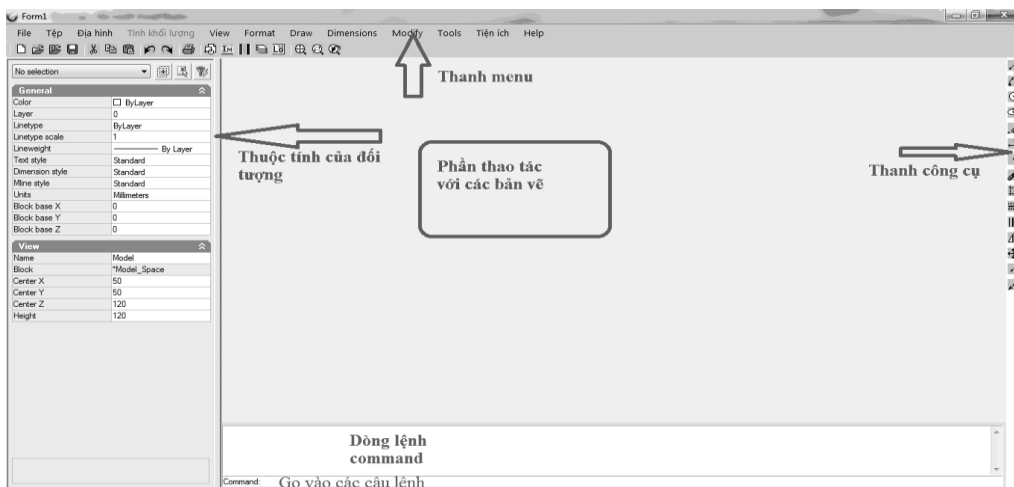 Form1
File Tệp Địa hình Tính khối lượng View Format Draw Dimensions Modify Tools Tiện ích Help
No selection
Thanh menu
General
Color ByLayer
Layer 0
Linetype ByLayer
Linetype scale 1
Lineweight By Layer
Text style Standard
Dimension style Standard
Mline style Standard
Units Millimeters
Block base X 0
Block base Y 0
Block base Z 0
Thuộc tính của đối
tượng
Phần thao tác
với các bản vẽ
Thanh công cụ
View
Name Model
Block *Model_Space
Center X 50
Center Y 50
Center Z 120
Height 120
Dòng lệnh
command
Command: Go vào các câu lệnh